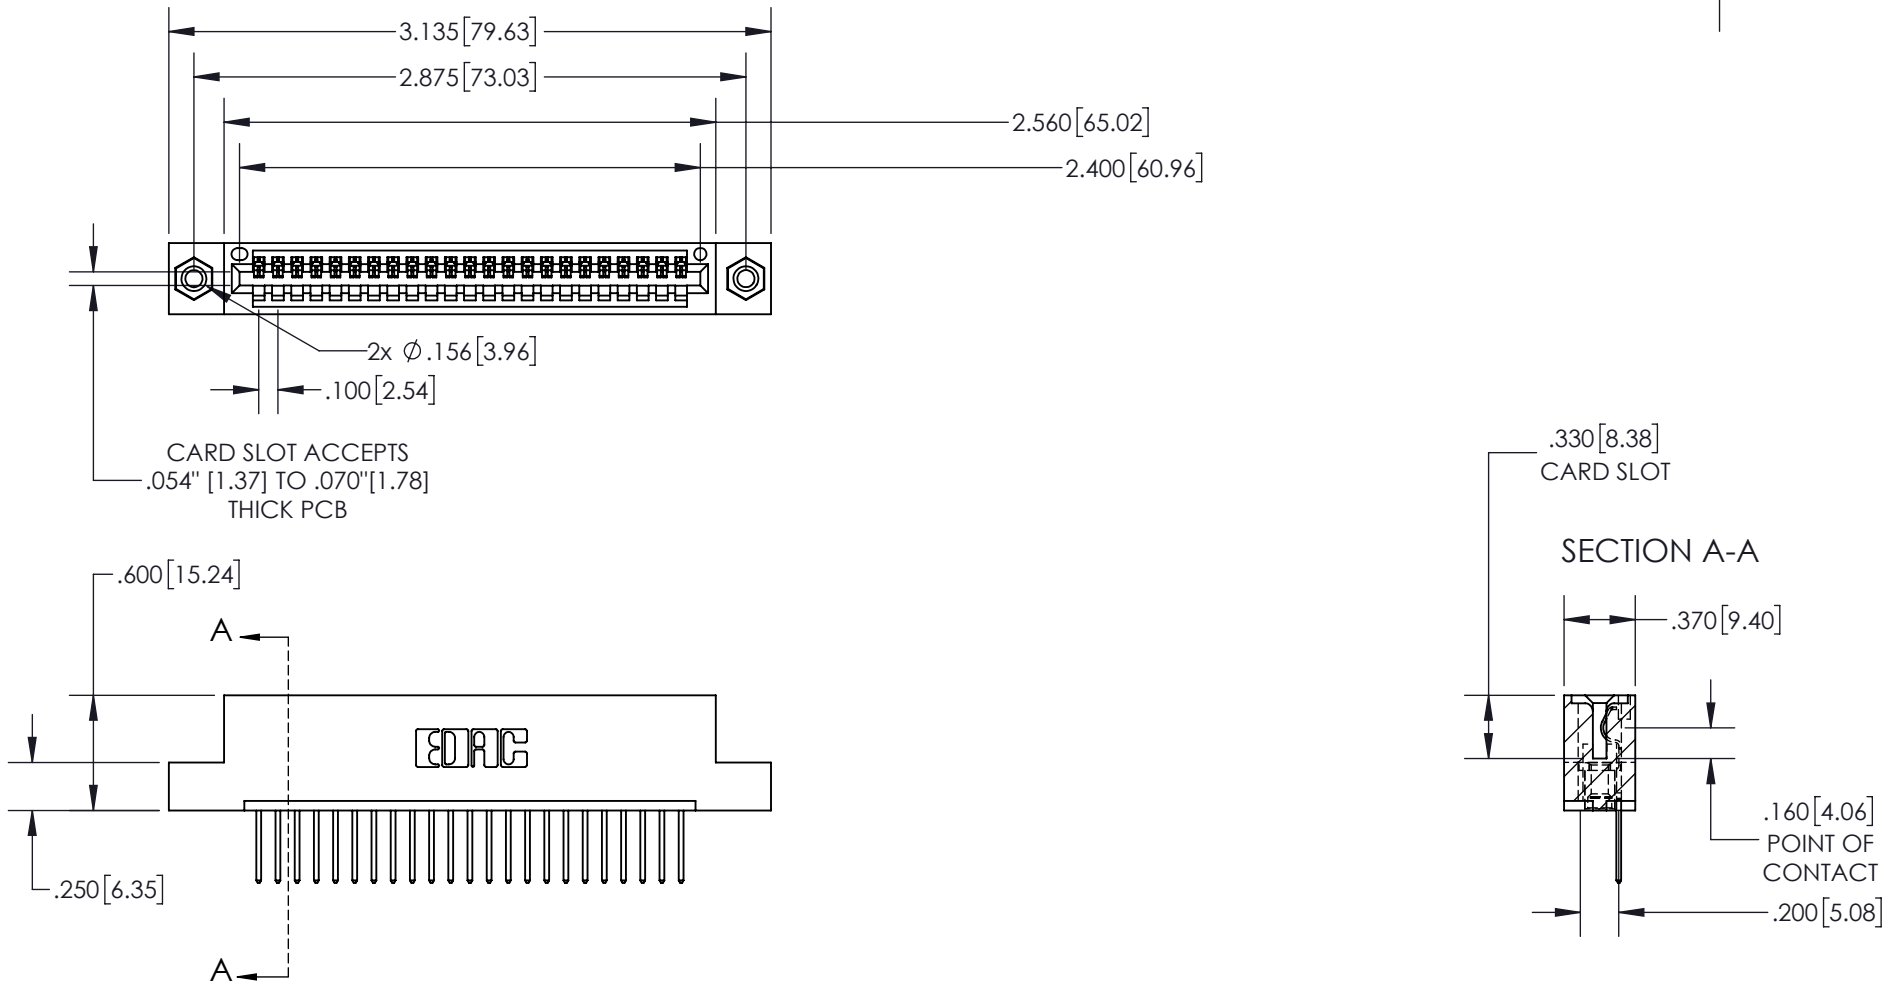 3.135[79.63]
2.875[73.03]
2.560[65.02]
2.400[60.96]
2x Ø.156[3.96]
.100[2.54]
CARD SLOT ACCEPTS
.054" [1.37] TO .070"[1.78]
THICK PCB
.330[8.38]
CARD SLOT
SECTION A-A
.600[15.24]
A
.370[9.40]
EDAC
.160[4.06]
POINT OF
CONTACT
.250[6.35]
.200[5.08]
A